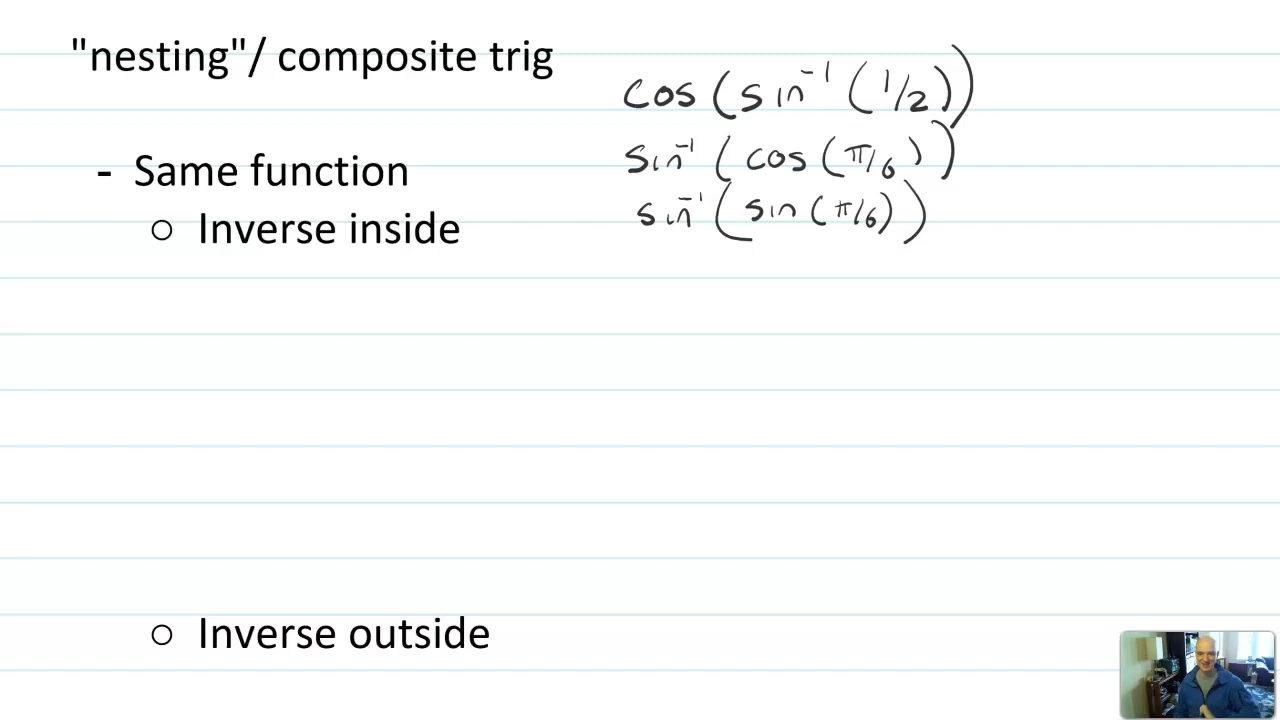 "nesting"/ composite trig
cos (sin⁻¹ (1/2))
sin⁻¹ (cos (π/6))
- Same function
sin⁻¹ (sin (π/6))
○ Inverse inside
○ Inverse outside